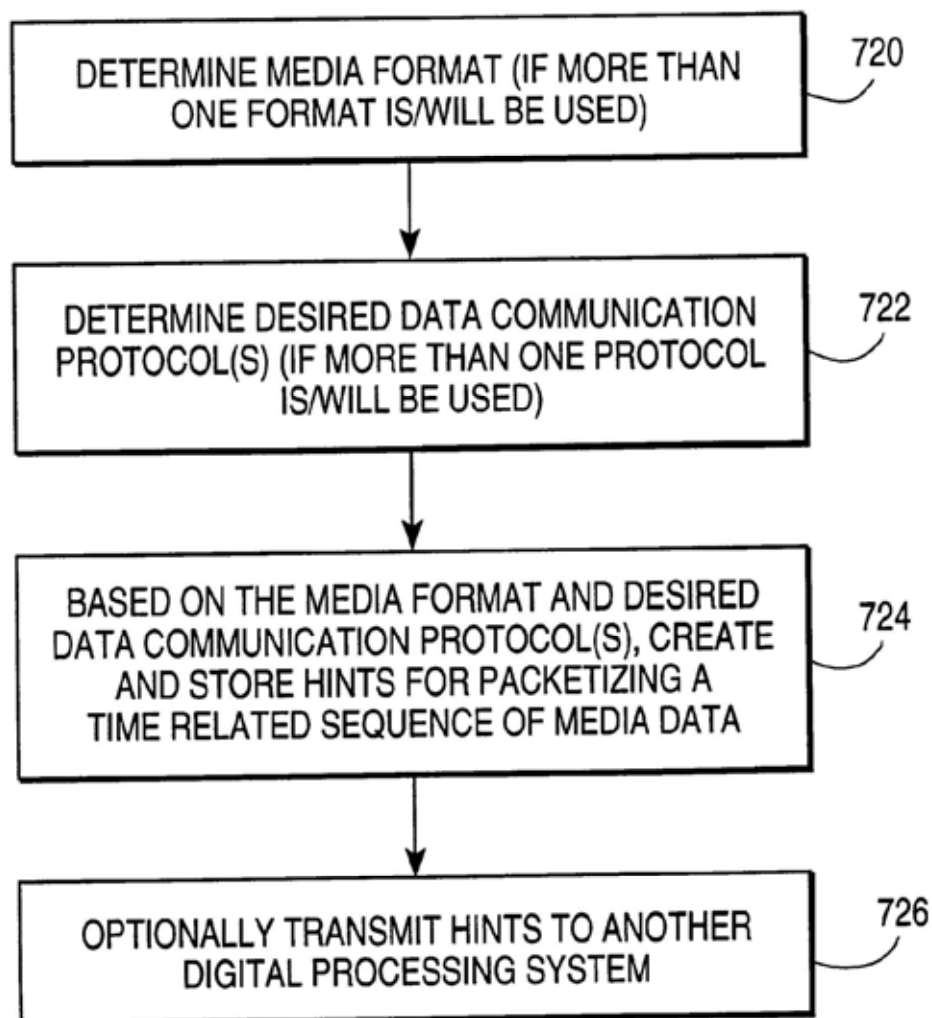 DETERMINE MEDIA FORMAT (IF MORE THAN
ONE FORMAT IS/WILL BE USED)
720
DETERMINE DESIRED DATA COMMUNICATION
PROTOCOL(S) (IF MORE THAN ONE PROTOCOL
IS/WILL BE USED)
722
BASED ON THE MEDIA FORMAT AND DESIRED
DATA COMMUNICATION PROTOCOL(S), CREATE
AND STORE HINTS FOR PACKETIZING A
TIME RELATED SEQUENCE OF MEDIA DATA
724
OPTIONALLY TRANSMIT HINTS TO ANOTHER
DIGITAL PROCESSING SYSTEM
726